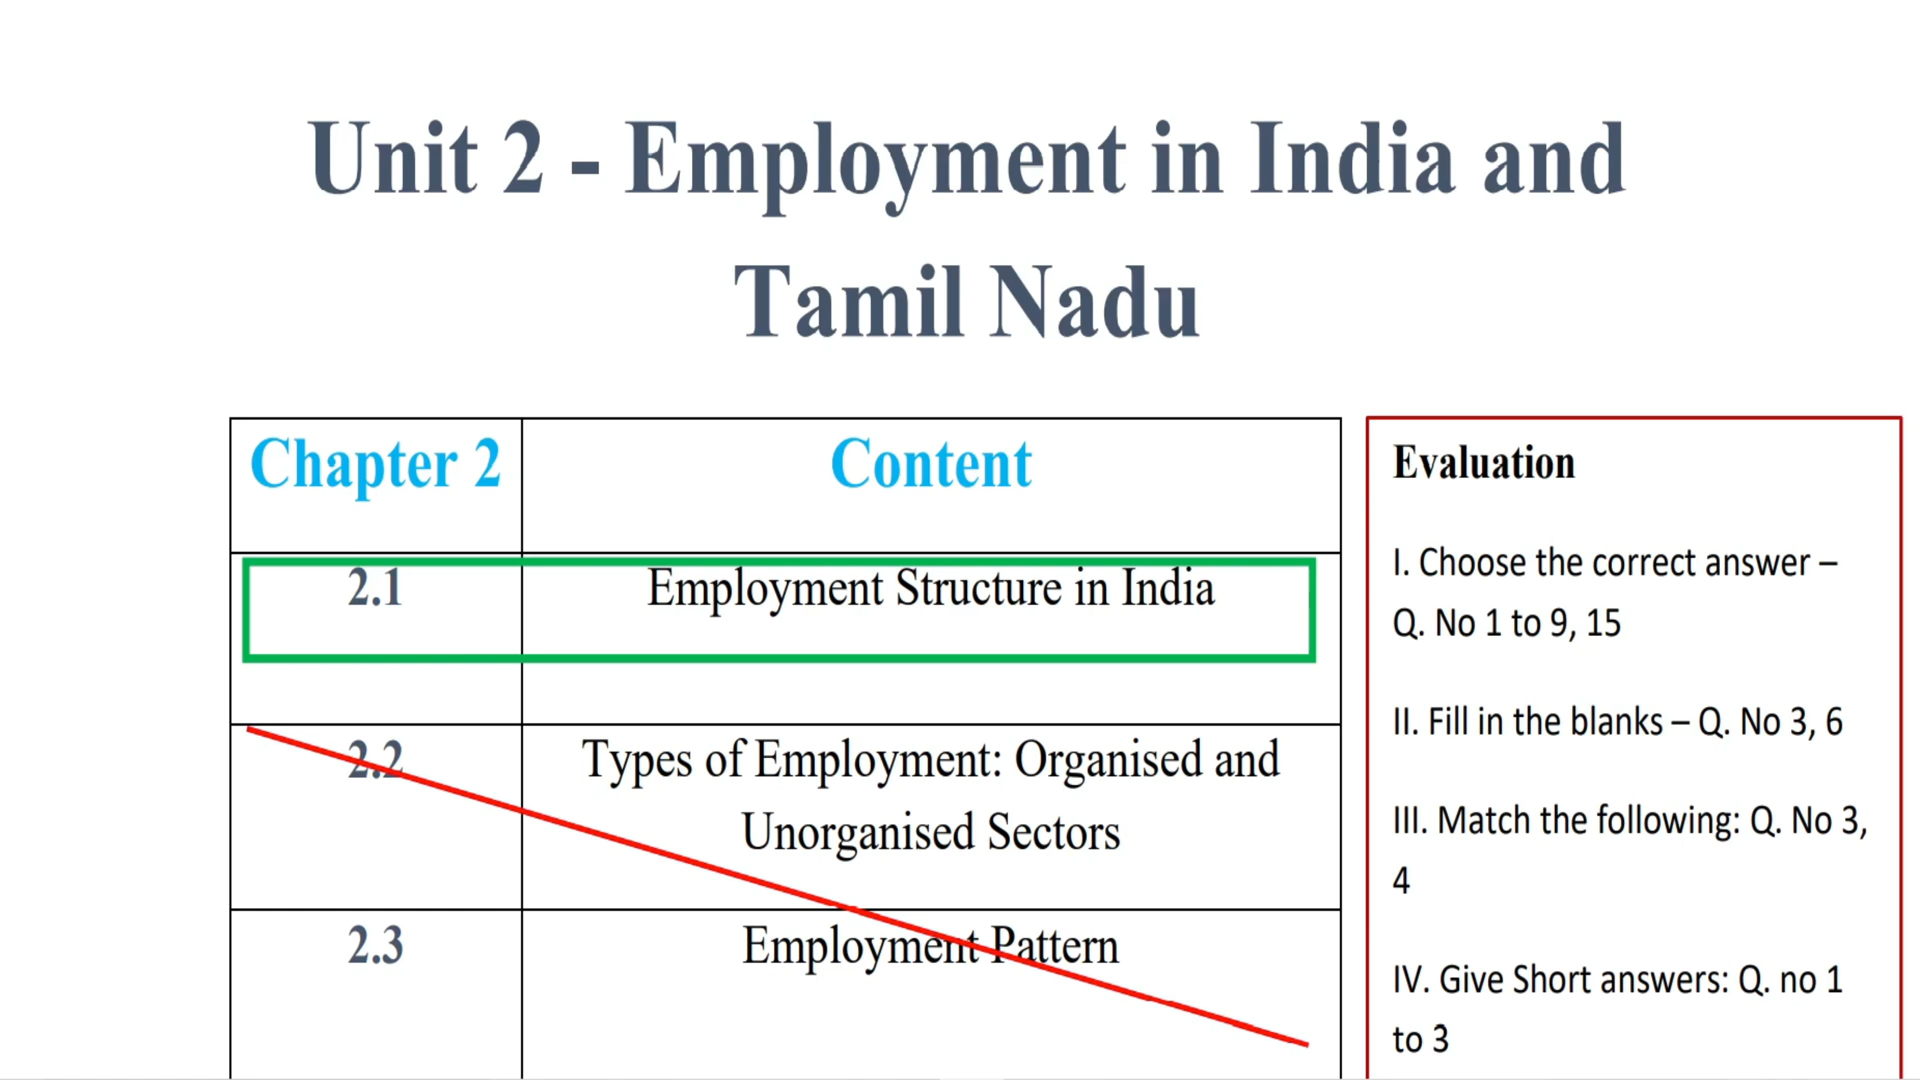 Unit 2 - Employment in India and
Tamil Nadu
Chapter 2
Content
2.1
Employment Structure in India
2.2
Types of Employment: Organised and
Unorganised Sectors
2.3
Employment Pattern
Evaluation
I. Choose the correct answer –
Q. No 1 to 9, 15
II. Fill in the blanks – Q. No 3, 6
III. Match the following: Q. No 3,
4
IV. Give Short answers: Q. no 1
to 3